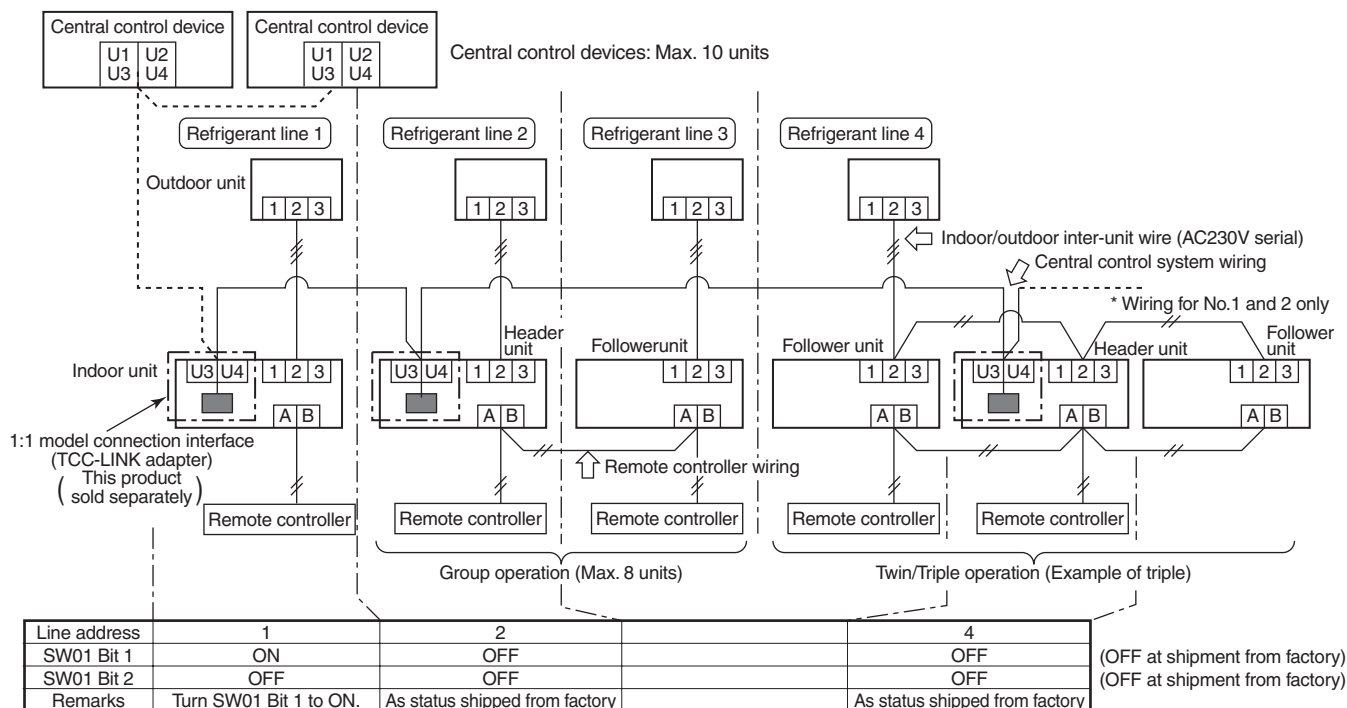 Central control device
U1 U2
U3 U4
Central control device
U1 U2
U3 U4
Central control devices: Max. 10 units
Refrigerant line 1
Refrigerant line 2
Refrigerant line 3
Refrigerant line 4
Outdoor unit
1 2 3
1 2 3
1 2 3
1 2 3
Indoor/outdoor inter-unit wire (AC230V serial)
Central control system wiring
* Wiring for No.1 and 2 only
Indoor unit
U3 U4
1 2 3
A B
Header
unit
U3 U4
1 2 3
A B
Followerunit
1 2 3
A B
Follower unit
1 2 3
A B
Header unit
U3 U4
1 2 3
A B
Follower
unit
1 2 3
A B
1:1 model connection interface
(TCC-LINK adapter)
( This product
sold separately )
Remote controller wiring
Remote controller
Remote controller
Remote controller
Remote controller
Remote controller
Group operation (Max. 8 units)
Twin/Triple operation (Example of triple)
Line address 1 2 4
SW01 Bit 1 ON OFF OFF (OFF at shipment from factory)
SW01 Bit 2 OFF OFF OFF (OFF at shipment from factory)
Remarks Turn SW01 Bit 1 to ON. As status shipped from factory As status shipped from factory